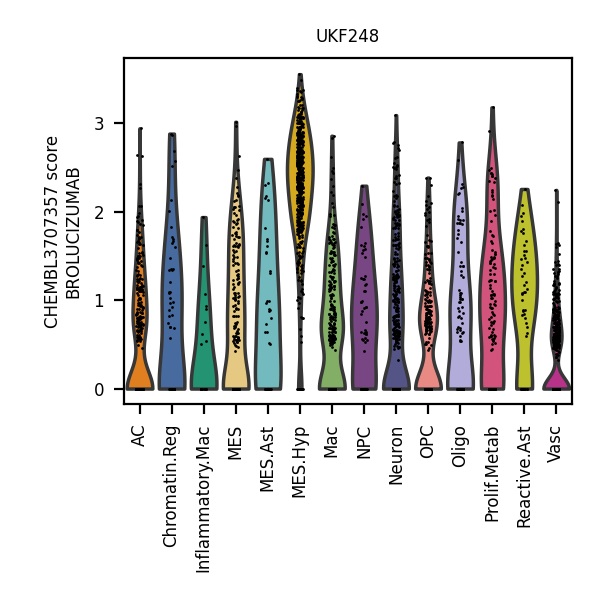 UKF248
CHEMBL3707357 score
BROLUCIZUMAB
3
2
1
0
AC
Chromatin.Reg
Inflammatory.Mac
MES
MES.Ast
MES.Hyp
Mac
NPC
Neuron
OPC
Oligo
Prolif.Metab
Reactive.Ast
Vasc